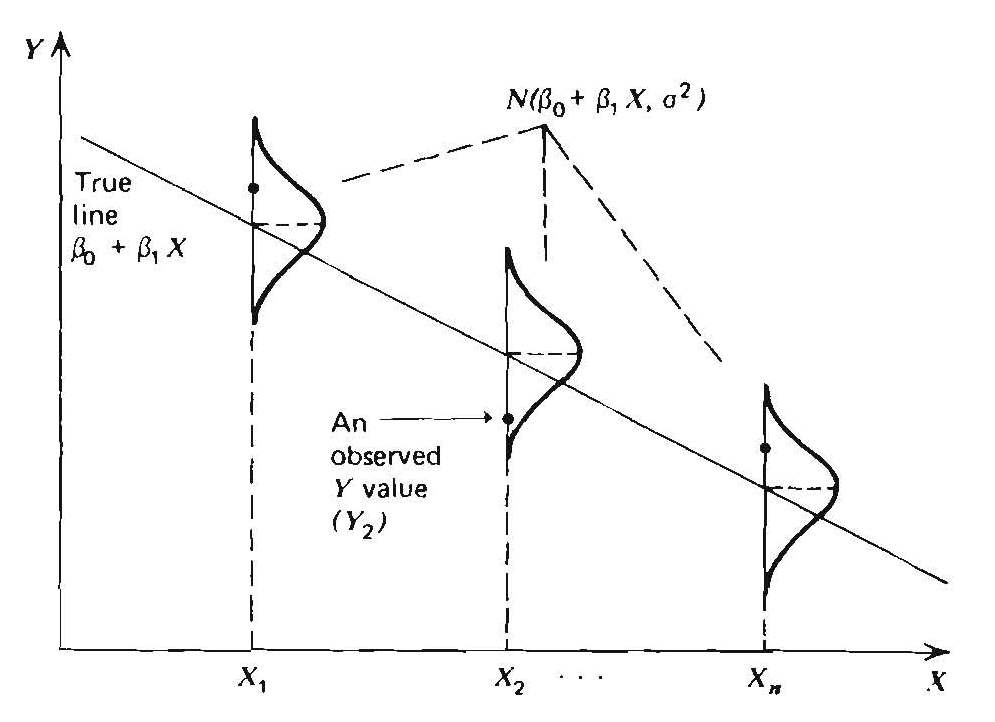 Y
N(β₀ + β₁ X, σ²)
True
line
β₀ + β₁ X
An
observed
Y value
(Y₂)
X₁ X₂ · · · Xₙ X